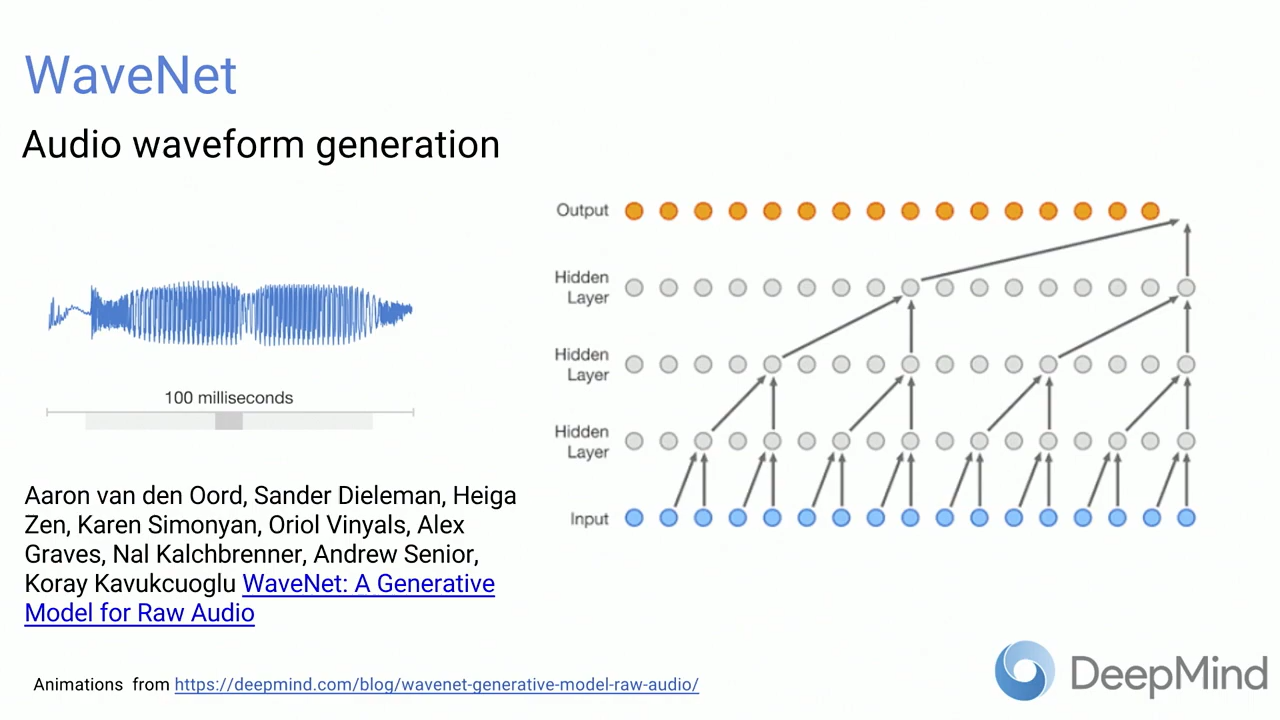 WaveNet
Audio waveform generation
Output
Hidden
Layer
Hidden
Layer
Hidden
Layer
Input
100 milliseconds
Aaron van den Oord, Sander Dieleman, Heiga
Zen, Karen Simonyan, Oriol Vinyals, Alex
Graves, Nal Kalchbrenner, Andrew Senior,
Koray Kavukcuoglu WaveNet: A Generative
Model for Raw Audio
Animations from https://deepmind.com/blog/wavenet-generative-model-raw-audio/
DeepMind